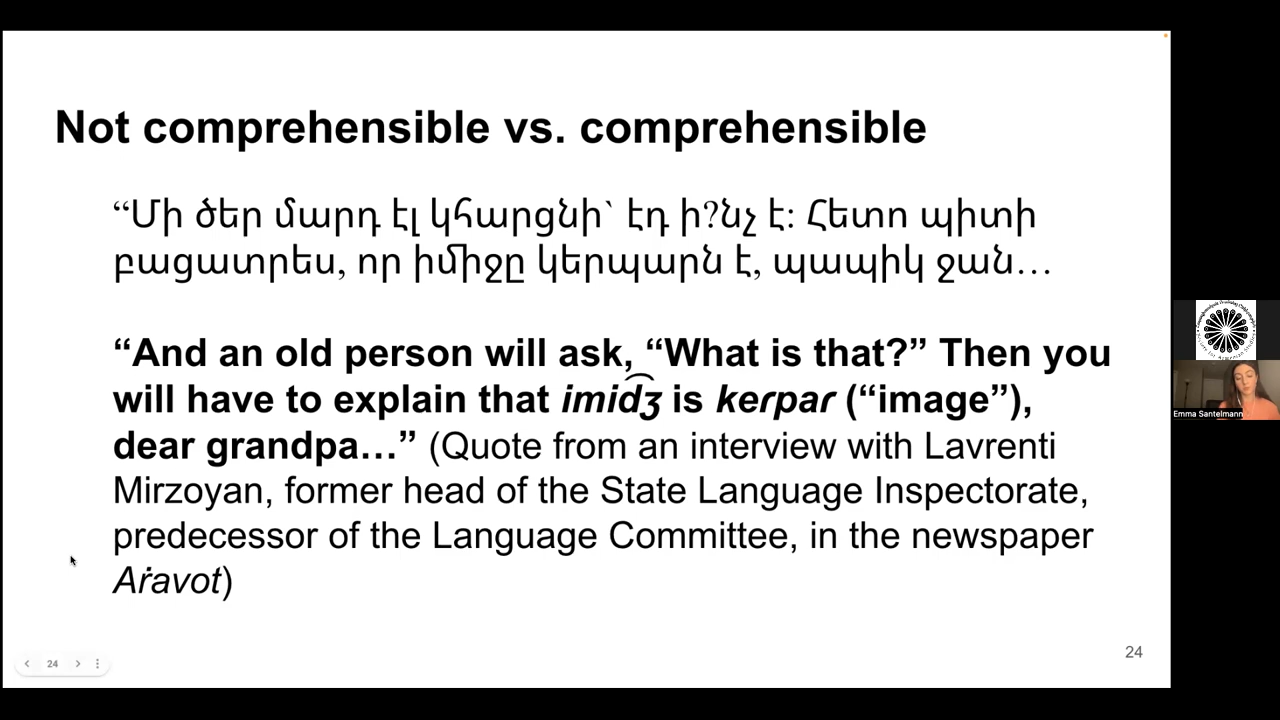 Not comprehensible vs. comprehensible
“Մի ծեր մարդ էլ կհարցնի` էդ ի?նչ է: Հետո պիտի
բացատրես, որ իմիջը կերպարն է, պապիկ ջան…
“And an old person will ask, “What is that?” Then you
will have to explain that imid͡ʒ is keɾpaɾ (“image”),
dear grandpa…” (Quote from an interview with Lavrenti
Mirzoyan, former head of the State Language Inspectorate,
predecessor of the Language Committee, in the newspaper
Aṙavot)
24
24
Emma Santelmann